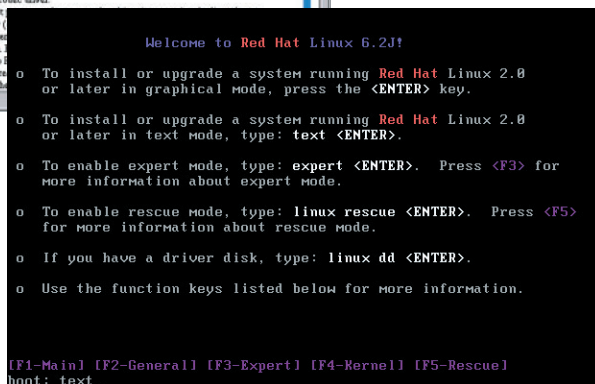 Welcome to Red Hat Linux 6.2J!
o To install or upgrade a system running Red Hat Linux 2.0
or later in graphical mode, press the <ENTER> key.
o To install or upgrade a system running Red Hat Linux 2.0
or later in text mode, type: text <ENTER>.
o To enable expert mode, type: expert <ENTER>. Press <F3> for
more information about expert mode.
o To enable rescue mode, type: linux rescue <ENTER>. Press <F5>
for more information about rescue mode.
o If you have a driver disk, type: linux dd <ENTER>.
o Use the function keys listed below for more information.
[F1-Main] [F2-General] [F3-Expert] [F4-Kernel] [F5-Rescue]
boot: text